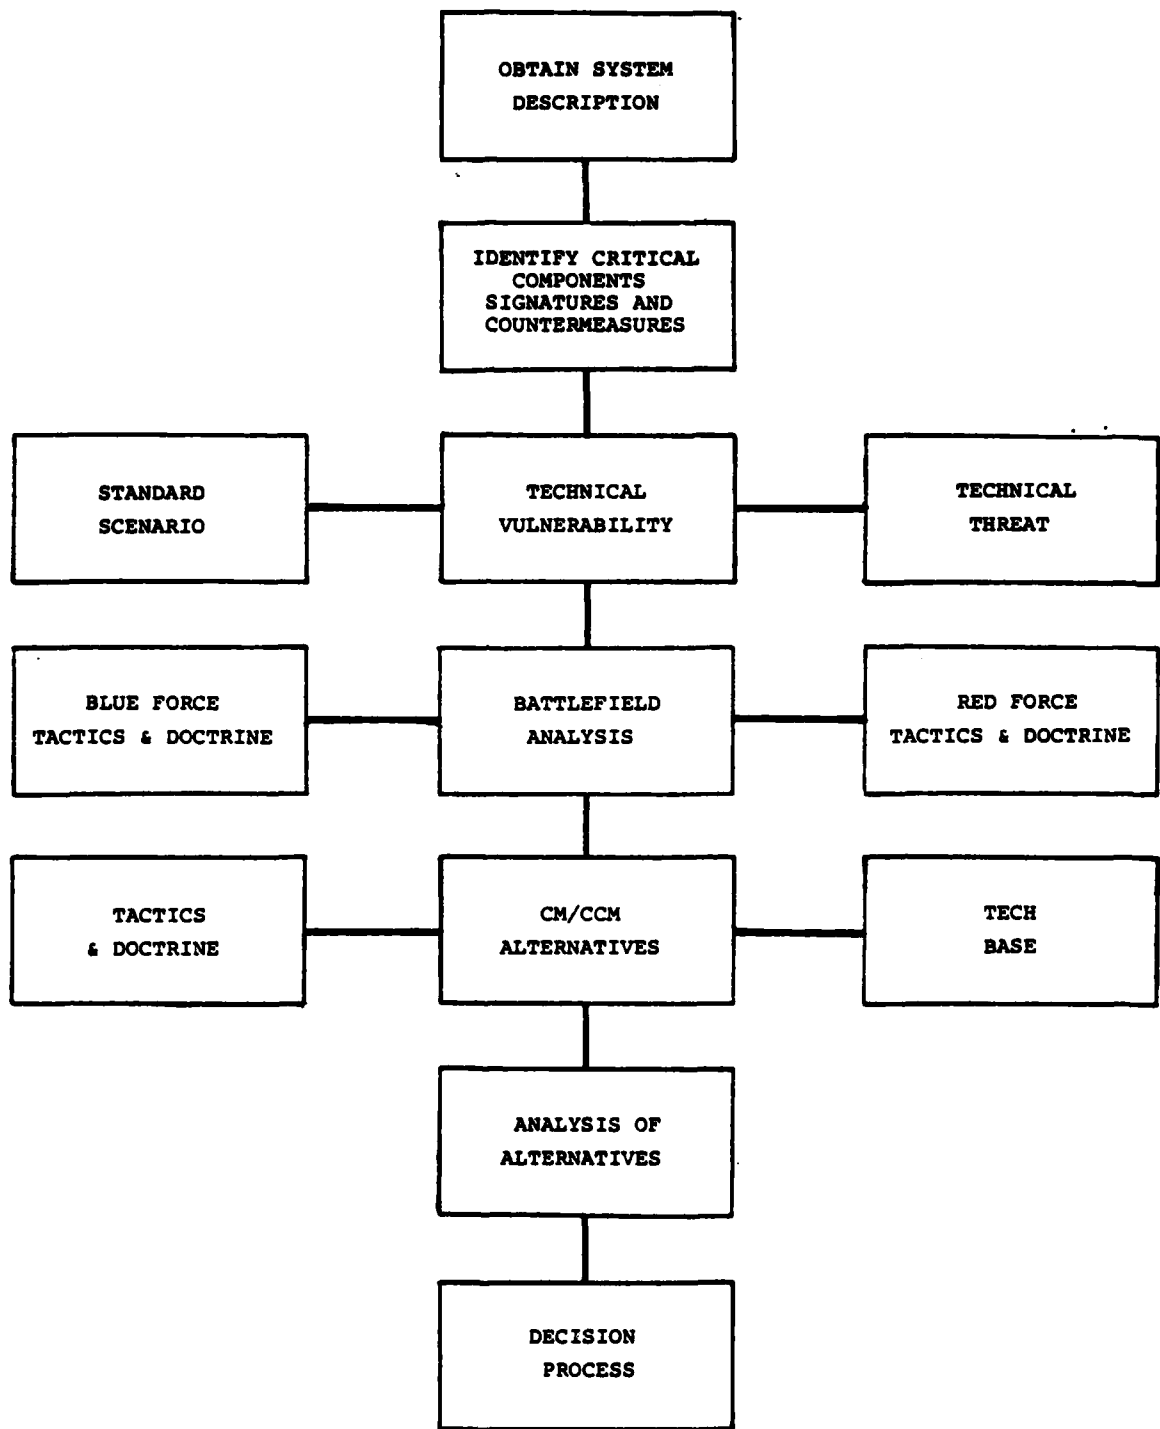 OBTAIN SYSTEM
DESCRIPTION
IDENTIFY CRITICAL
COMPONENTS
SIGNATURES AND
COUNTERMEASURES
STANDARD
SCENARIO
TECHNICAL
VULNERABILITY
TECHNICAL
THREAT
BLUE FORCE
TACTICS & DOCTRINE
BATTLEFIELD
ANALYSIS
RED FORCE
TACTICS & DOCTRINE
TACTICS
& DOCTRINE
CM/CCM
ALTERNATIVES
TECH
BASE
ANALYSIS OF
ALTERNATIVES
DECISION
PROCESS